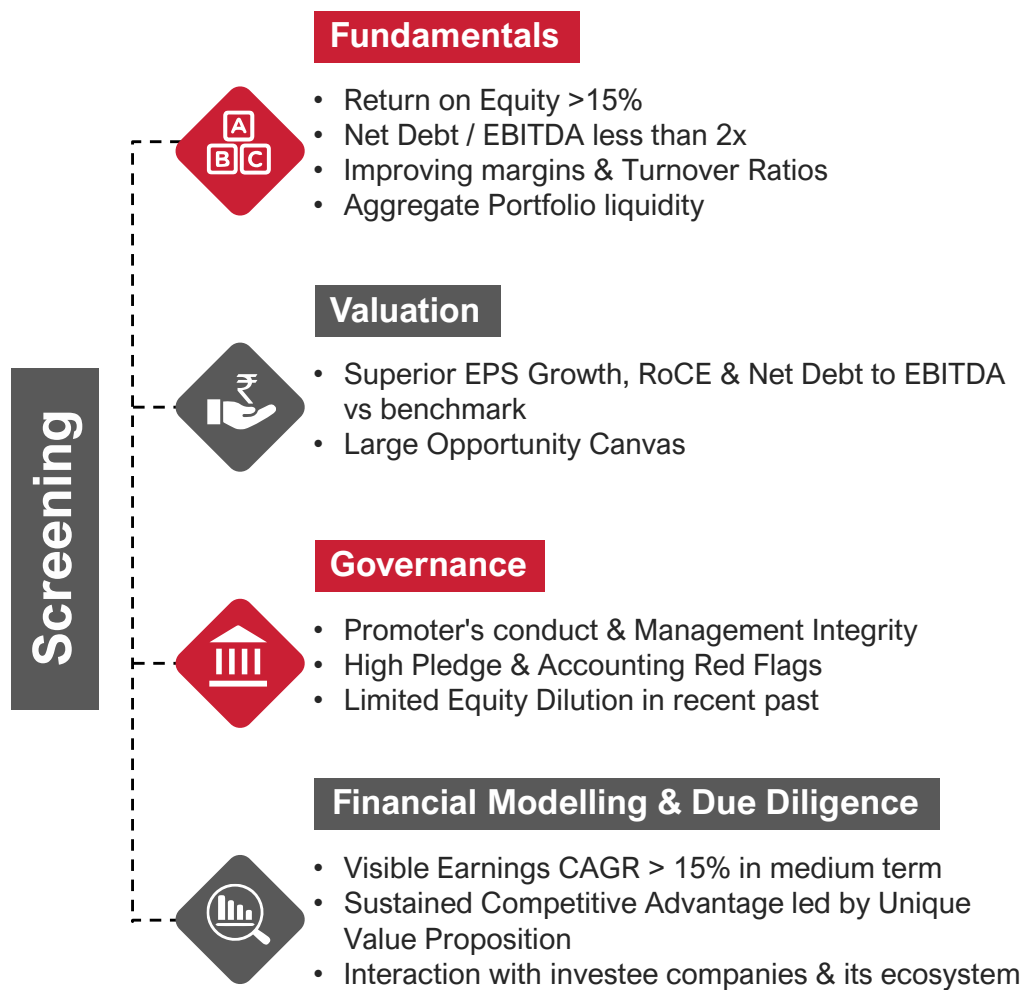 Screening
Fundamentals
A
B C
• Return on Equity >15%
• Net Debt / EBITDA less than 2x
• Improving margins & Turnover Ratios
• Aggregate Portfolio liquidity
Valuation
₹
• Superior EPS Growth, RoCE & Net Debt to EBITDA
vs benchmark
• Large Opportunity Canvas
Governance
• Promoter's conduct & Management Integrity
• High Pledge & Accounting Red Flags
• Limited Equity Dilution in recent past
Financial Modelling & Due Diligence
• Visible Earnings CAGR > 15% in medium term
• Sustained Competitive Advantage led by Unique
Value Proposition
• Interaction with investee companies & its ecosystem